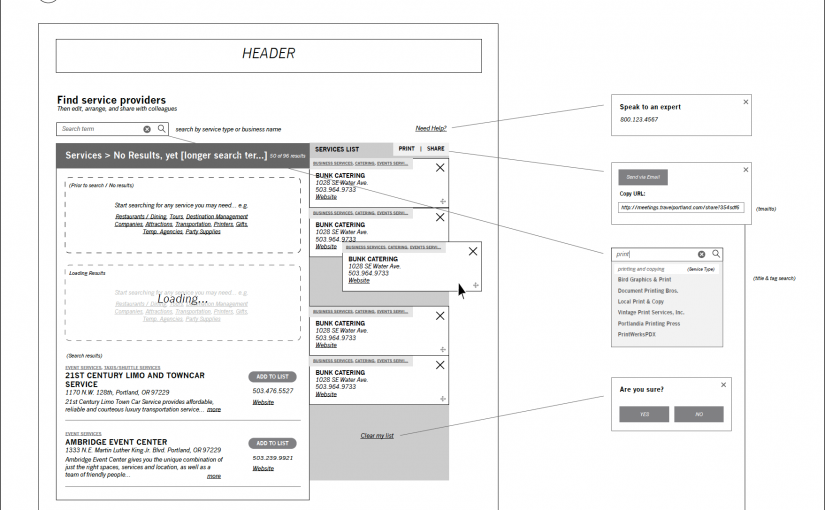 HEADER
Find service providers
Then edit, arrange, and share with colleagues
Search term
search by service type or business name
Need Help?
Services > No Results, yet [longer search ter...] 50 of 96 results
(Prior to search / No results)
Start searching for any service you may need... e.g.
Restaurants / Dining, Tours, Destination Management
Companies, Attractions, Transportation, Printers, Gifts,
Temp. Agencies, Party Supplies
Loading Results
Start searching for any service you may need... e.g.
Loading...
Restaurants / Dining, Tours, Destination Management
Companies, Attractions, Transportation, Printers, Gifts,
Temp. Agencies, Party Supplies
(Search results)
EVENT SERVICES, TAXIS/SHUTTLE SERVICES
21ST CENTURY LIMO AND TOWNCAR
SERVICE
ADD TO LIST
1170 N.W. 128th, Portland, OR 97229
503.476.5527
21st Century Limo Town Car Service provides affordable,
reliable and courteous luxury transportation service... more
Website
EVENT SERVICES
AMBRIDGE EVENT CENTER
ADD TO LIST
1333 N.E. Martin Luther King Jr. Blvd. Portland, OR 97229
503.239.9921
Ambridge Event Center gives you the unique combination of
just the right spaces, services and location, as well as a
team of friendly people... more
Website
SERVICES LIST
PRINT | SHARE
BUSINESS SERVICES, CATERING, EVENTS SERVI...
BUNK CATERING
1028 SE Water Ave.
503.964.9733
Website
BUSINESS SERVICES, CATERING, EVENTS SERVI...
BUNK CATERING
1028 SE Water Ave.
503.964.9733
Website
BUSINESS SERVICES, CATERING, EVENTS SERVI...
BUNK CATERING
1028 SE Water Ave.
503.964.9733
Website
BUSINESS SERVICES, CATERING, EVENTS SERVI...
BUNK CATERING
1028 SE Water Ave.
503.964.9733
Website
BUSINESS SERVICES, CATERING, EVENTS SERVI...
BUNK CATERING
1028 SE Water Ave.
503.964.9733
Website
Clear my list
Speak to an expert
800.123.4567
Send via Email
Copy URL:
http://meetings.travelportland.com/share?354sdf6
(mailto)
print
printing and copying (Service Type)
Bird Graphics & Print
Document Printing Bros.
Local Print & Copy
Vintage Print Services, Inc.
Portlandia Printing Press
PrintWerksPDX
(title & tag search)
Are you sure?
YES
NO